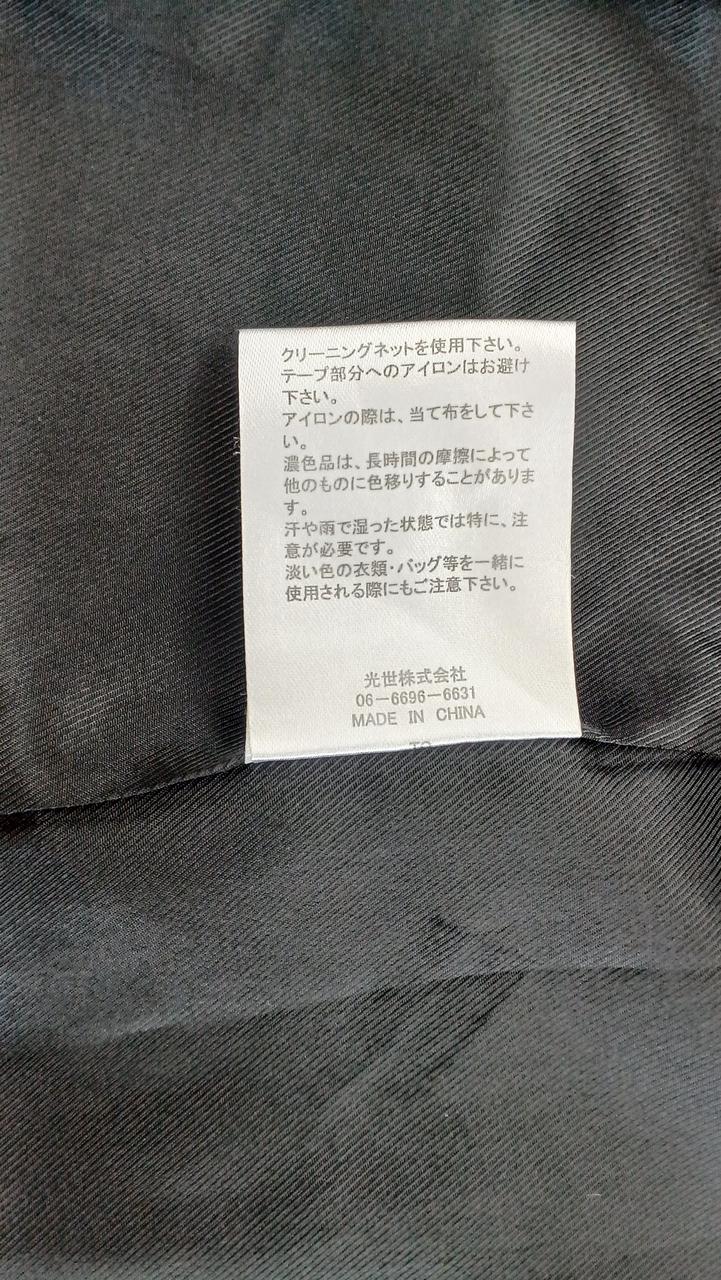 クリーニングネットを使用下さい。
テープ部分へのアイロンはお避け
下さい。
アイロンの際は、当て布をして下さ
い。
濃色品は、長時間の摩擦によって
他のものに色移りすることがありま
す。
汗や雨で湿った状態では特に、注
意が必要です。
淡い色の衣類・バッグ等を一緒に
使用される際にもご注意下さい。
光世株式会社
06－6696－6631
MADE IN CHINA